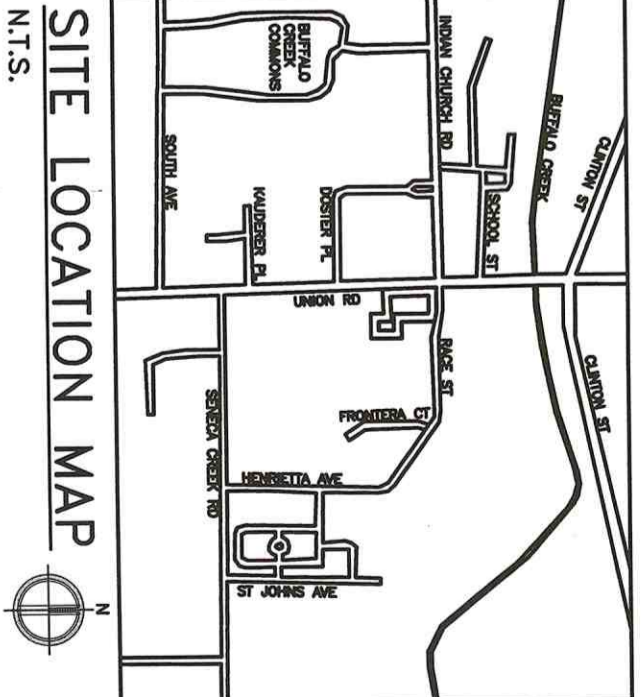 SITE LOCATION MAP
N.T.S.
N
CLINTON ST
CLINTON ST
BUFFALO CREEK
INDIAN CHURCH RD
SCHOOL ST
BUFFALO
CREEK
COMMONS
DOSTER PL
KAUDERER PL
SOUTH AVE
UNION RD
RACE ST
FRONTERA CT
HENRIETTA AVE
SENECA CREEK RD
ST JOHNS AVE